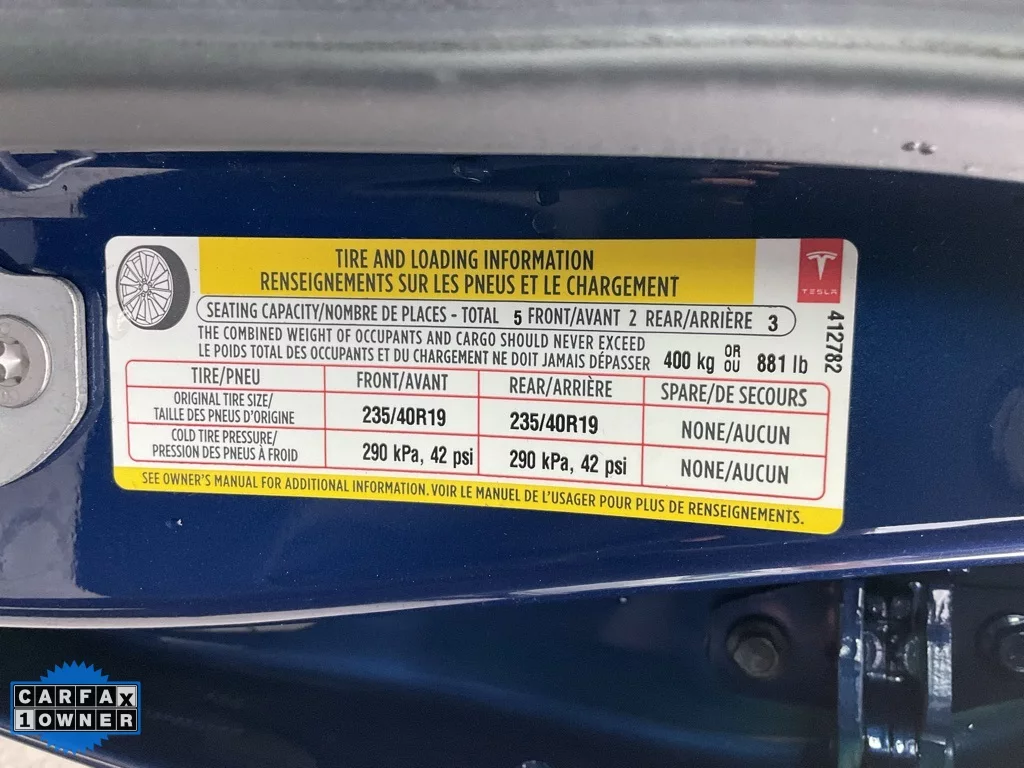 TIRE AND LOADING INFORMATION
RENSEIGNEMENTS SUR LES PNEUS ET LE CHARGEMENT
TESLA
SEATING CAPACITY/NOMBRE DE PLACES - TOTAL 5 FRONT/AVANT 2 REAR/ARRIÈRE 3
THE COMBINED WEIGHT OF OCCUPANTS AND CARGO SHOULD NEVER EXCEED
LE POIDS TOTAL DES OCCUPANTS ET DU CHARGEMENT NE DOIT JAMAIS DÉPASSER 400 kg OR OU 881 lb
412782
TIRE/PNEU FRONT/AVANT REAR/ARRIÈRE SPARE/DE SECOURS
ORIGINAL TIRE SIZE/
TAILLE DES PNEUS D'ORIGINE 235/40R19 235/40R19 NONE/AUCUN
COLD TIRE PRESSURE/
PRESSION DES PNEUS À FROID 290 kPa, 42 psi 290 kPa, 42 psi NONE/AUCUN
SEE OWNER'S MANUAL FOR ADDITIONAL INFORMATION. VOIR LE MANUEL DE L'USAGER POUR PLUS DE RENSEIGNEMENTS.
CARFAX
1 OWNER